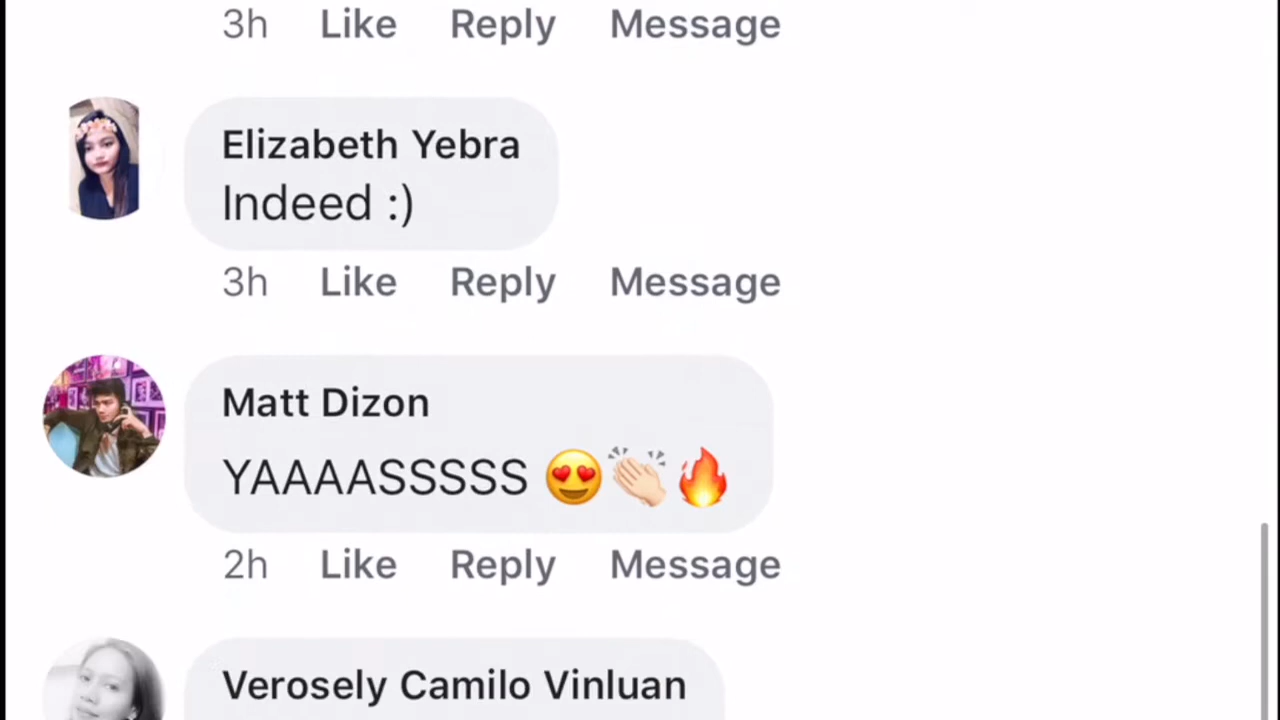 3h Like Reply Message
Elizabeth Yebra
Indeed :)
3h Like Reply Message
Matt Dizon
YAAAASSSSS 😍👏🏻🔥
2h Like Reply Message
Verosely Camilo Vinluan